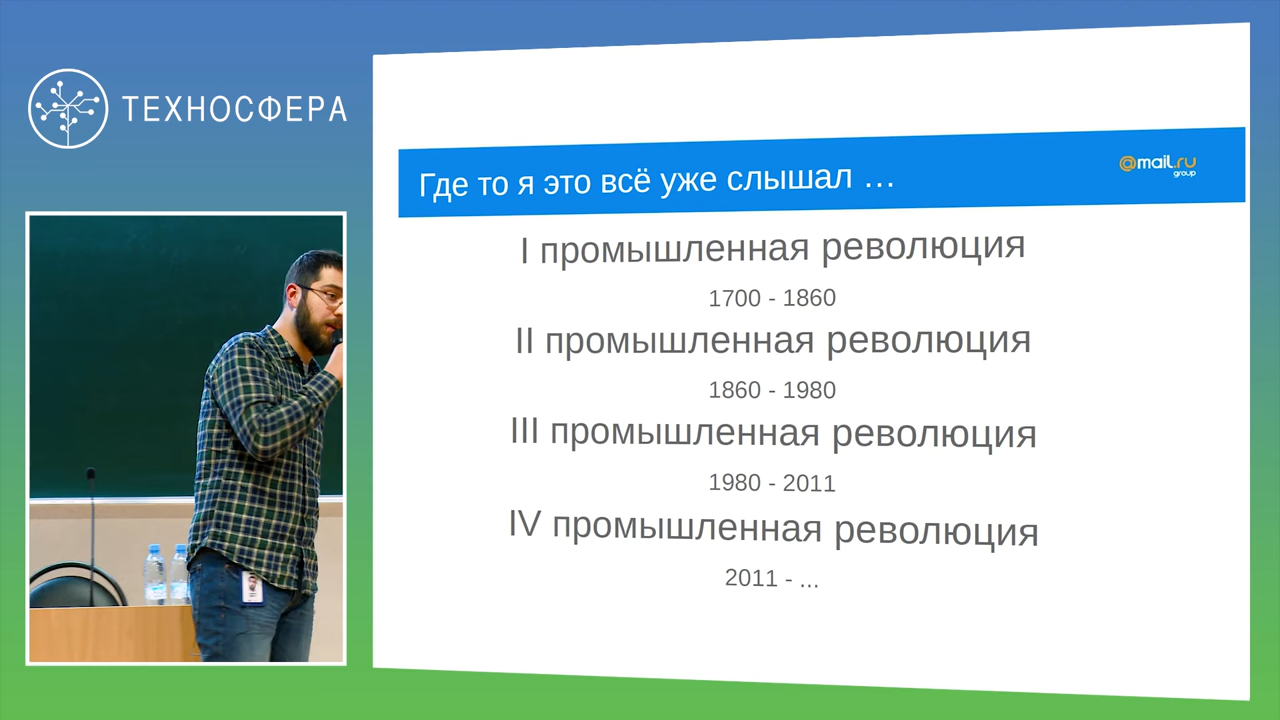 ТЕХНОСФЕРА
Где то я это всё уже слышал ...
@mail.ru
group
I промышленная революция
1700 - 1860
II промышленная революция
1860 - 1980
III промышленная революция
1980 - 2011
IV промышленная революция
2011 - ...